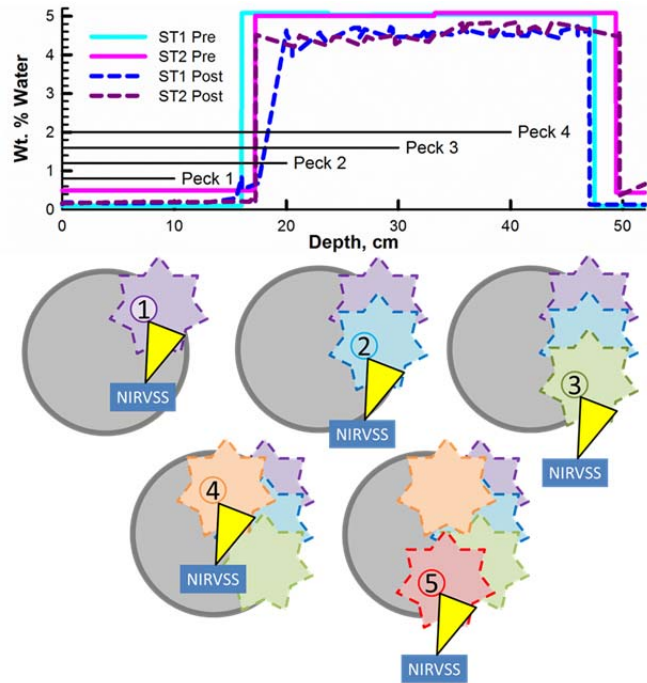 5
4
3
2
1
0
Wt. % Water
ST1 Pre
ST2 Pre
ST1 Post
ST2 Post
Peck 4
Peck 3
Peck 2
Peck 1
0 10 20 30 40 50
Depth, cm
1 2 3
NIRVSS NIRVSS NIRVSS
4 5
NIRVSS NIRVSS